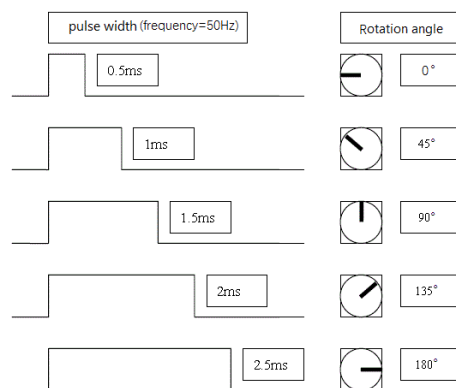 pulse width (frequency=50Hz)
Rotation angle
0.5ms
0°
1ms
45°
1.5ms
90°
2ms
135°
2.5ms
180°